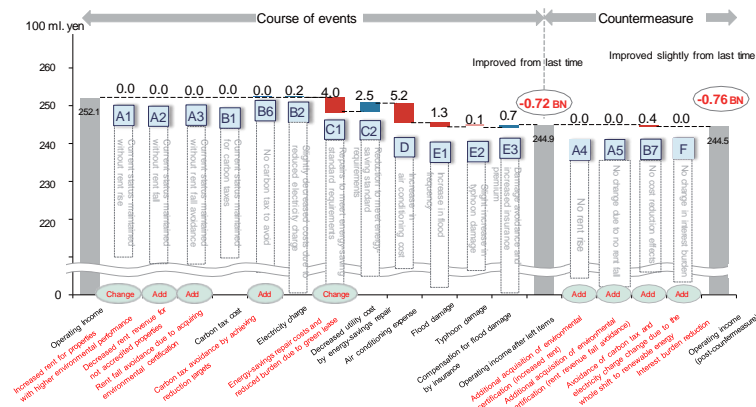 Course of events
Countermeasure
100 ml. yen
Improved from last time
Improved slightly from last time
260
250
240
230
220
0
252.1
0.0
0.0
0.0
0.0
0.0
0.2
4.0
2.5
5.2
1.3
0.1
0.7
-0.72 BN
244.9
0.0
0.0
0.4
0.0
-0.76 BN
244.5
A1
A2
A3
B1
B6
B2
C1
C2
D
E1
E2
E3
A4
A5
B7
F
Current status maintained
without rent rise
Current status maintained
without rent fall
Current status maintained
without rent fall avoidance
Current status maintained
for carbon taxes
No carbon tax to avoid
Slightly decreased costs due to
reduced electricity charge
Repairs to meet energy-saving
standard requirements
Reduction to meet energy-
saving standard
requirements
Increase in
air conditioning cost
Increase in flood
frequency
Slight increase in
typhoon damage
Damage avoidance and
increased insurance
premium
No rent rise
No change due to no rent fall
No cost reduction effects
No change in interest burden
Change
Add
Add
Add
Change
Add
Add
Add
Add
Operating Income
Increased rent for properties
with higher environmental performance
Decreased rent revenue for
not accredited properties
Rent fall avoidance due to acquiring
environmental certification
Carbon tax cost
Carbon tax avoidance by achieving
reduction targets
Electricity charge
Energy-savings repair costs and
reduced burden due to green lease
Decreased utility cost
by energy-savings repair
Air conditioning expense
Flood damage
Typhoon damage
Compensation for flood damage
by insurance
Operating income after left items
Additional acquisition of environmental
certification (increased rent)
Additional acquisition of environmental
certification (rent revenue fall avoidance)
Avoidance of carbon tax and
electricity charge change due to the
whole shift to renewable energy
Interest burden reduction
Operating income
(post-countermeasure)